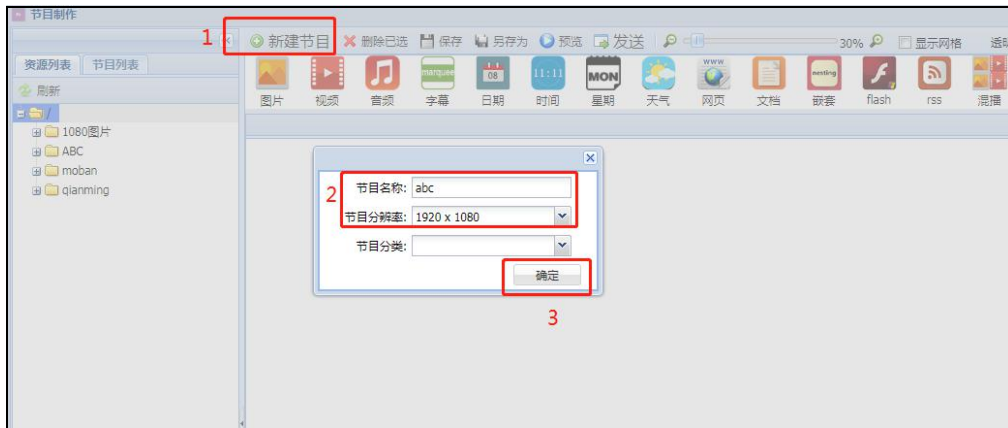 节目制作
1
新建节目 删除已选 保存 另存为 预览 发送 30% 显示网格
资源列表 节目列表
marquee 08 11:11 MON WWW nesting
图片 视频 音频 字幕 日期 时间 星期 天气 网页 文档 嵌套 flash rss 混播
刷新
/
1080图片
ABC
moban
qianming
2
节目名称: abc
节目分辨率: 1920 x 1080
节目分类:
确定
3